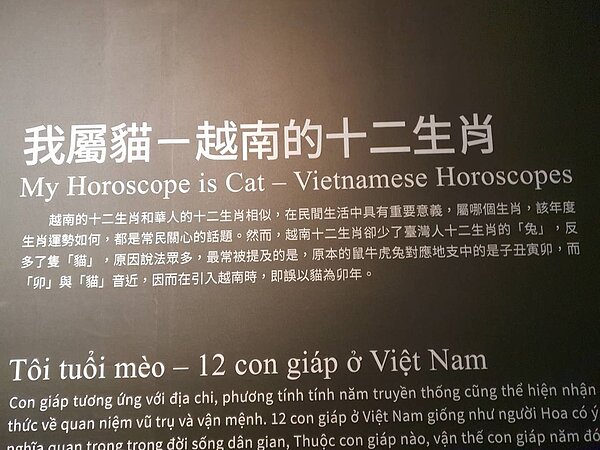 我屬貓－越南的十二生肖
My Horoscope is Cat – Vietnamese Horoscopes
越南的十二生肖和華人的十二生肖相似，在民間生活中具有重要意義，屬哪個生肖，該年度
生肖運勢如何，都是常民關心的話題。然而，越南十二生肖卻少了臺灣人十二生肖的「兔」，反
多了隻「貓」，原因說法眾多，最常被提及的是，原本的鼠牛虎兔對應地支中的是子丑寅卯，而
「卯」與「貓」音近，因而在引入越南時，即誤以貓為卯年。
Tôi tuổi mèo – 12 con giáp ở Việt Nam
Con giáp tương ứng với địa chi, phương tính tính năm truyền thống cũng thể hiện nhận
thức về quan niệm vũ trụ và vận mệnh. 12 con giáp ở Việt Nam giống như người Hoa có ý
nghĩa quan trọng trong đời sống dân gian, Thuộc con giáp nào, vận thế con giáp năm đó